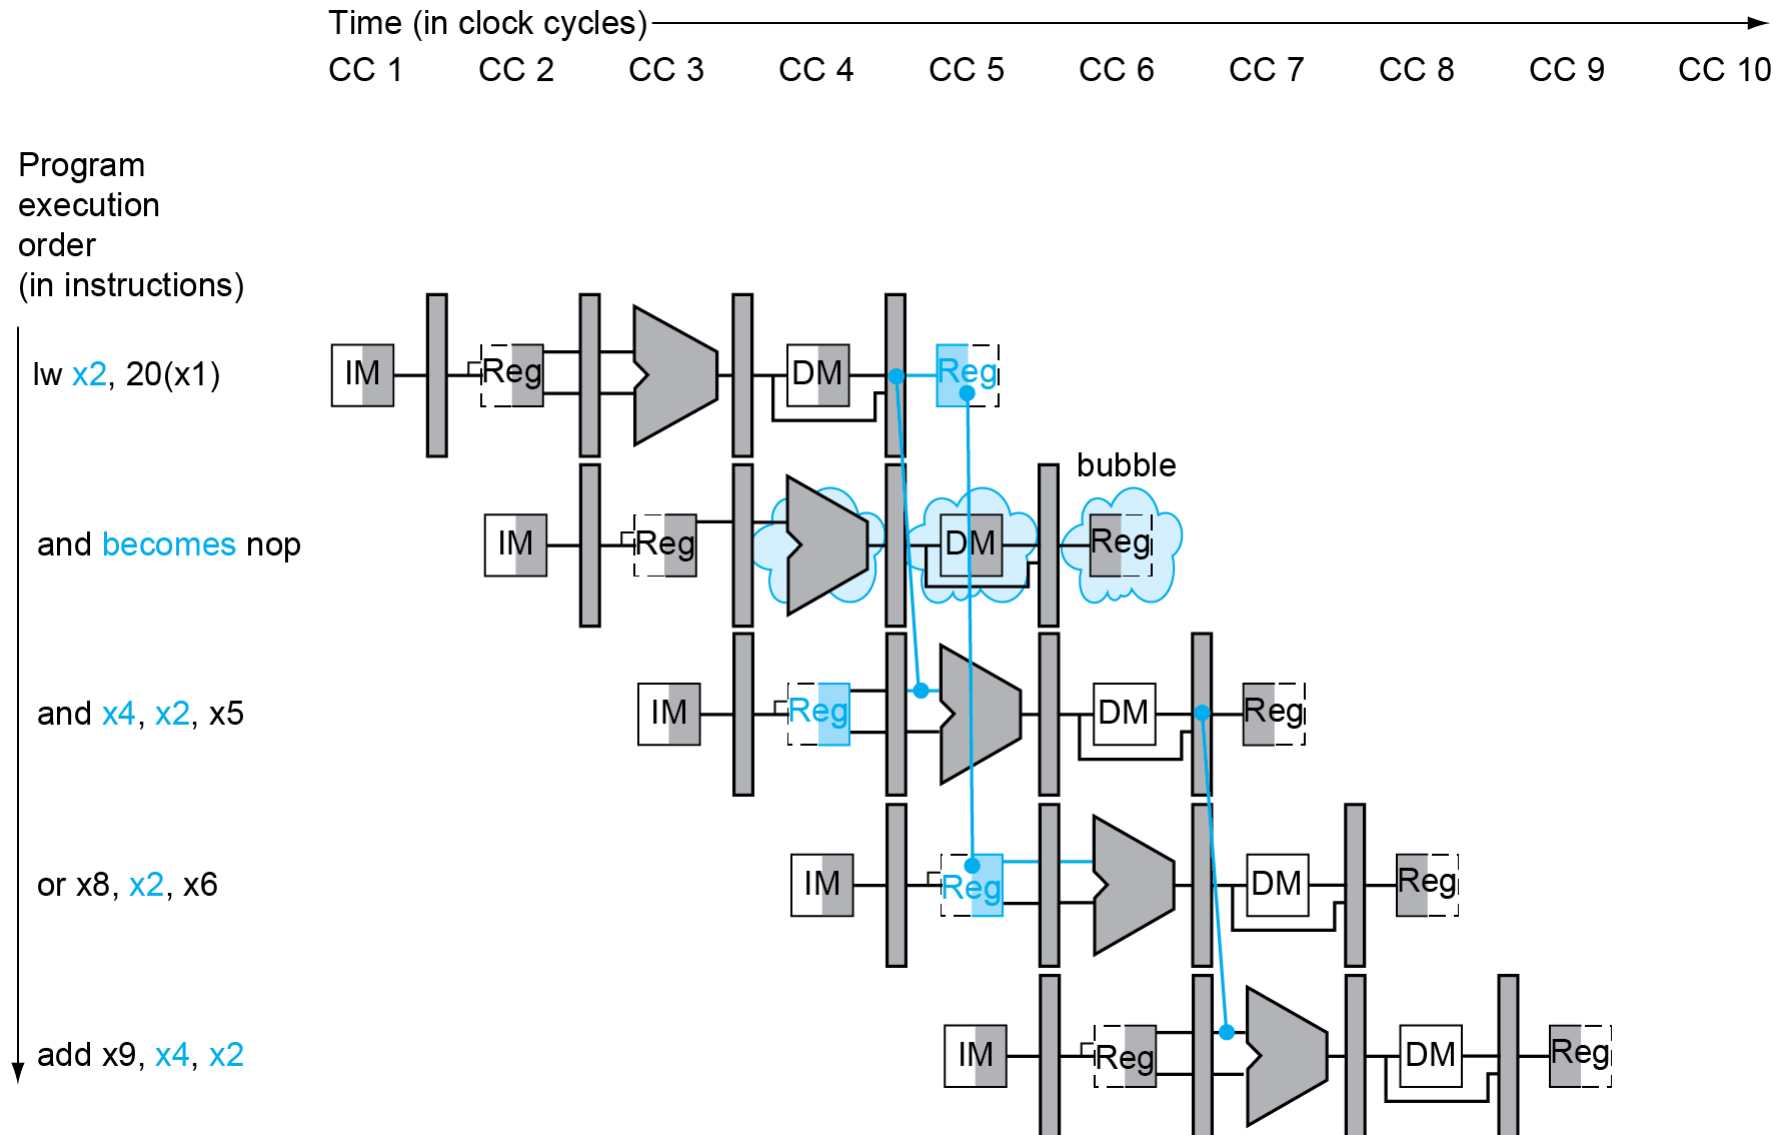 Time (in clock cycles)
CC 1 CC 2 CC 3 CC 4 CC 5 CC 6 CC 7 CC 8 CC 9 CC 10
Program
execution
order
(in instructions)
lw x2, 20(x1)
IM Reg DM Reg
bubble
and becomes nop
IM Reg DM Reg
and x4, x2, x5
IM Reg DM Reg
or x8, x2, x6
IM Reg DM Reg
add x9, x4, x2
IM Reg DM Reg